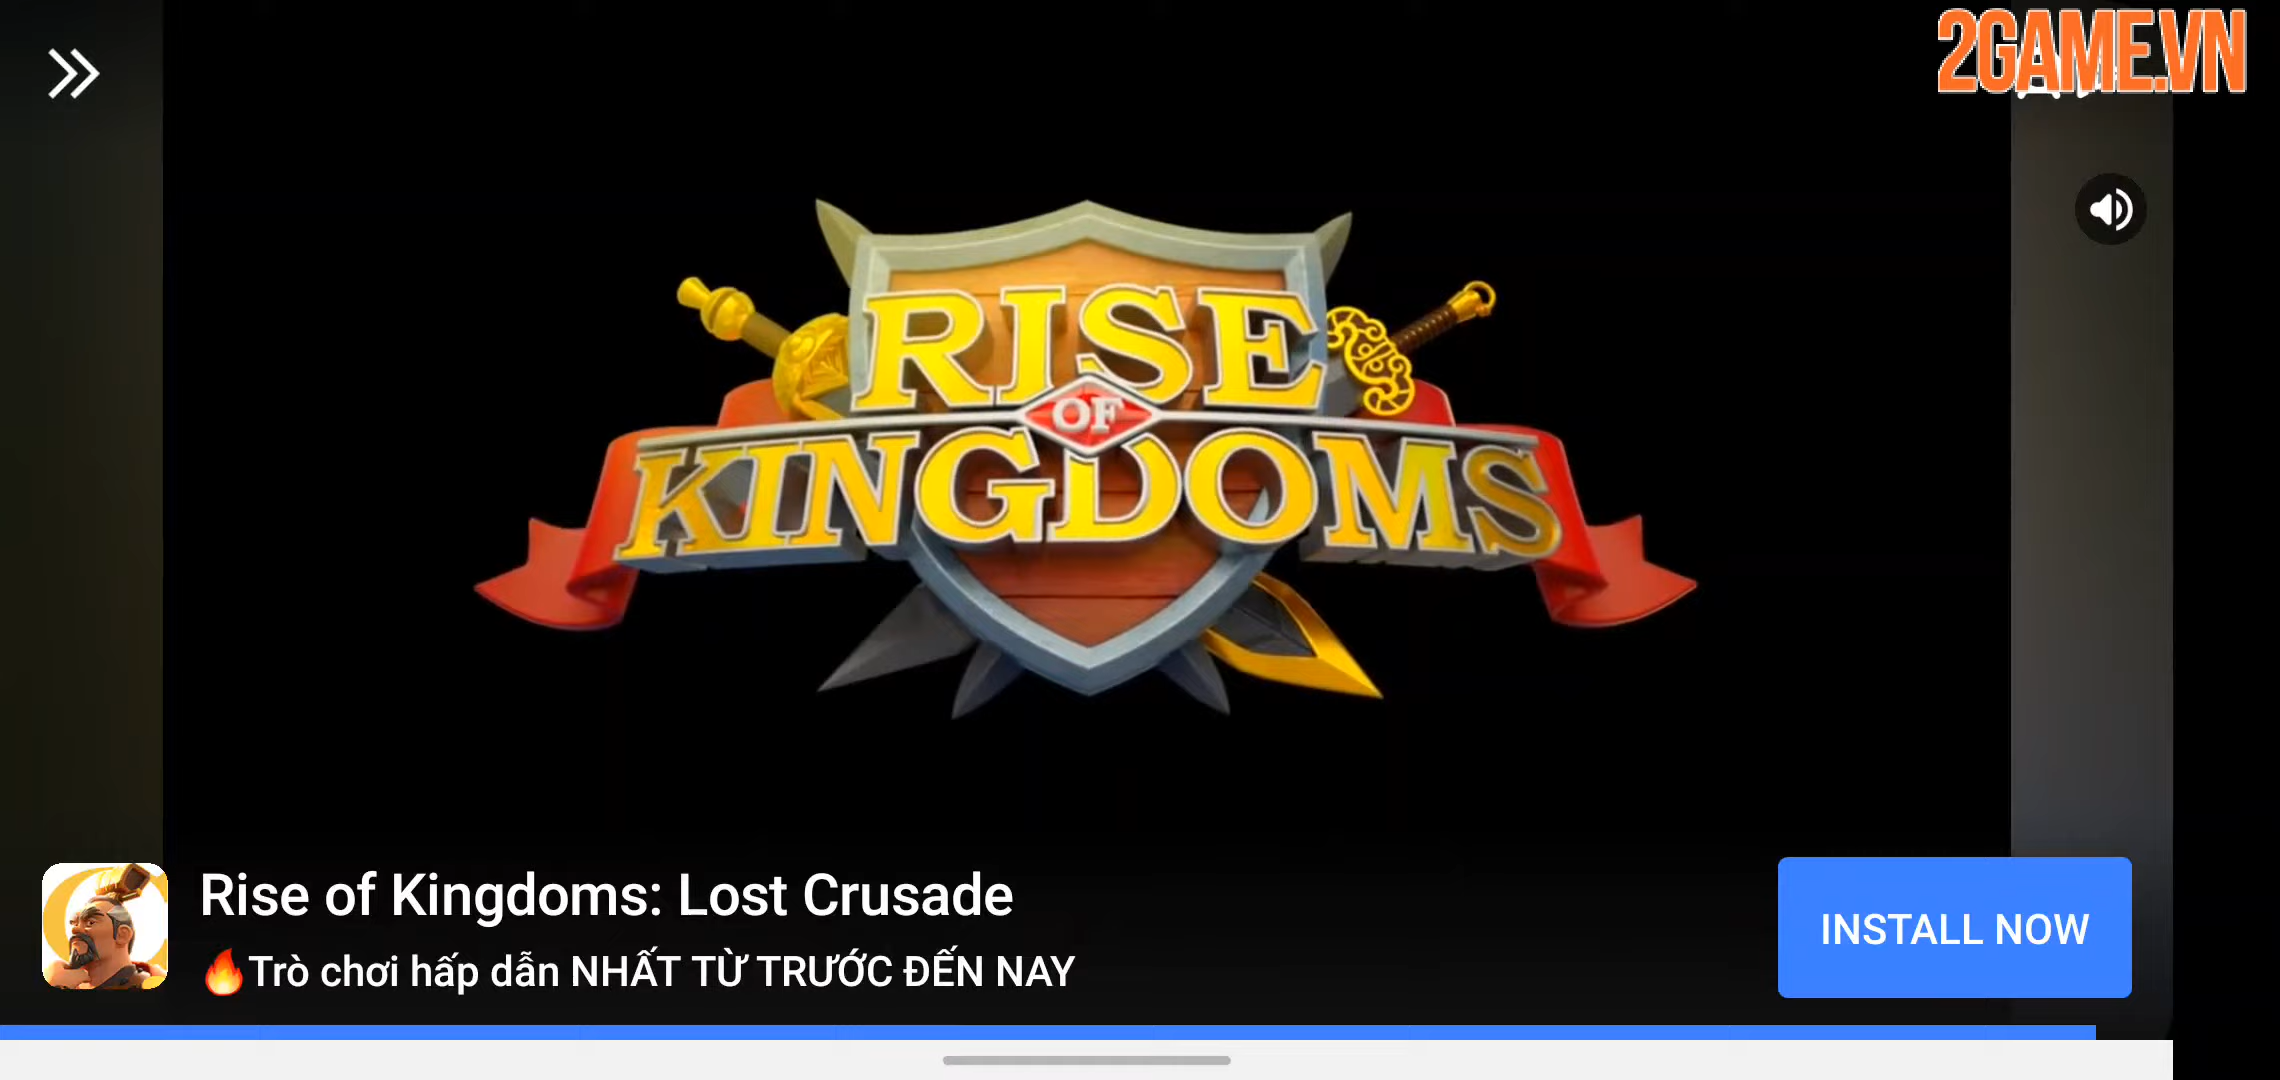 2GAME.VN
RISE
OF
KINGDOMS
Rise of Kingdoms: Lost Crusade
🔥Trò chơi hấp dẫn NHẤT TỪ TRƯỚC ĐẾN NAY
INSTALL NOW